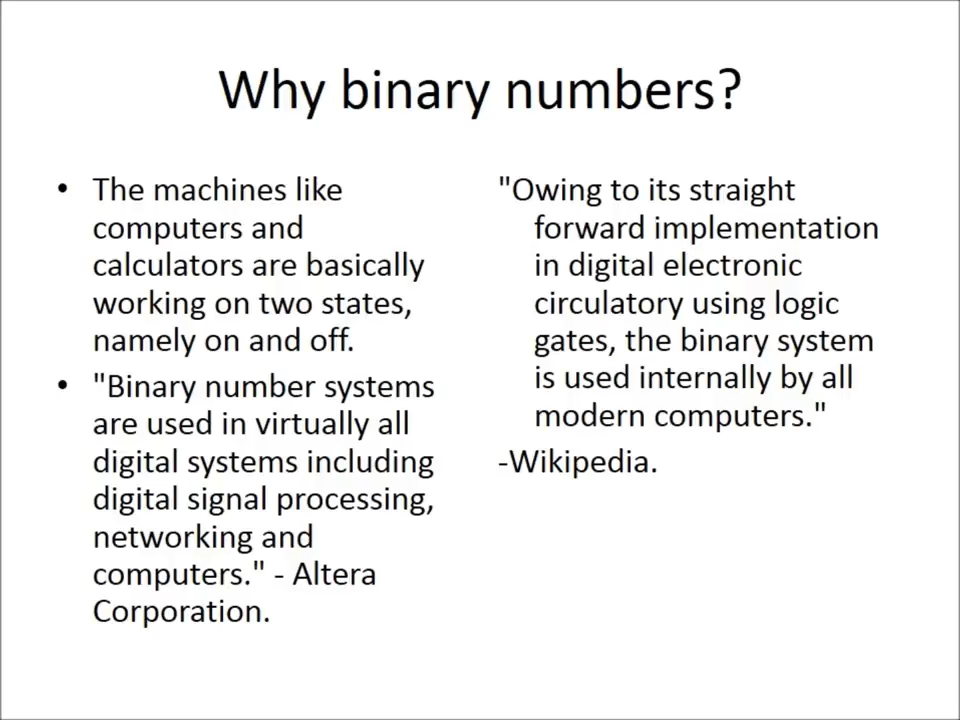 Why binary numbers?
• The machines like
computers and
calculators are basically
working on two states,
namely on and off.
• "Binary number systems
are used in virtually all
digital systems including
digital signal processing,
networking and
computers." - Altera
Corporation.
"Owing to its straight
forward implementation
in digital electronic
circulatory using logic
gates, the binary system
is used internally by all
modern computers."
-Wikipedia.